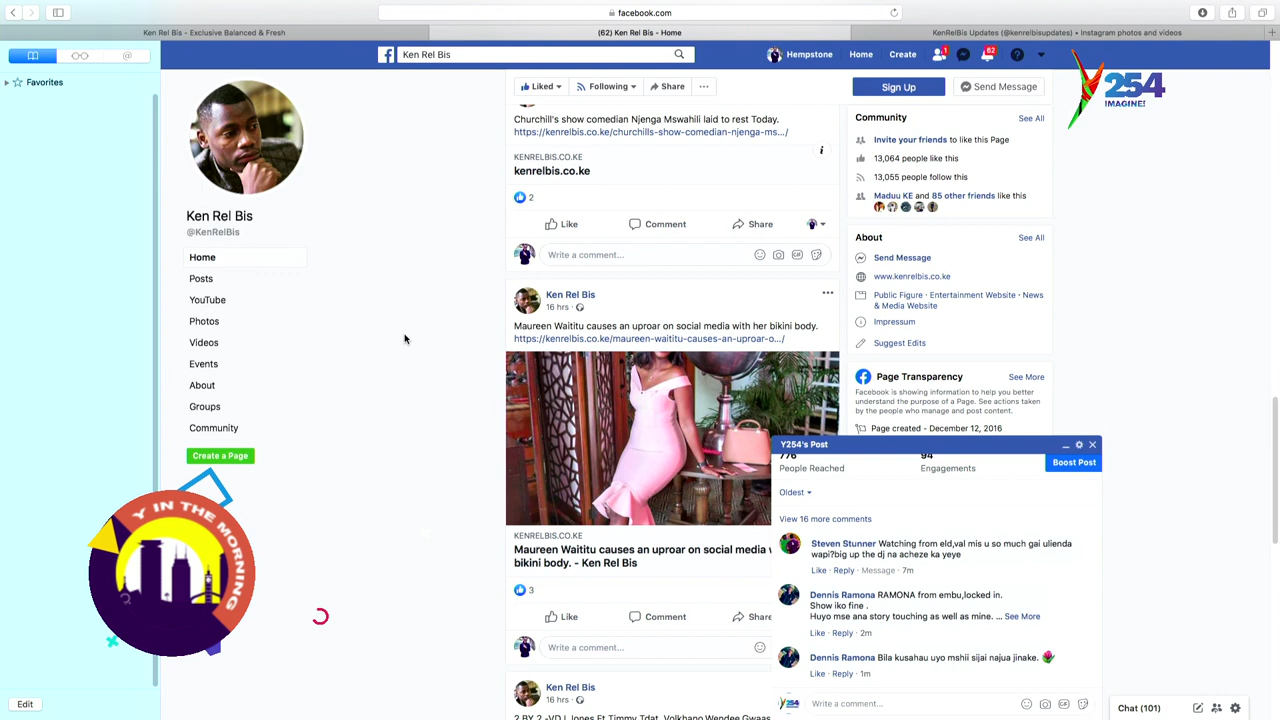 facebook.com
Ken Rel Bis - Exclusive Balanced & Fresh
(62) Ken Rel Bis - Home
KenRelBis Updates (@kenrelbisupdates) • Instagram photos and videos
Favorites
Ken Rel Bis
Hempstone
Home
Create
1
62
Y254
IMAGINE!
Liked
Following
Share
Sign Up
Send Message
Ken Rel Bis
@KenRelBis
Home
Posts
YouTube
Photos
Videos
Events
About
Groups
Community
Create a Page
Y IN THE MORNING
Edit
Churchill's show comedian Njenga Mswahili laid to rest Today.
https://kenrelbis.co.ke/churchills-show-comedian-njenga-ms.../
KENRELBIS.CO.KE
kenrelbis.co.ke
2
Like Comment Share
Write a comment...
Ken Rel Bis
16 hrs ·
Maureen Waititu causes an uproar on social media with her bikini body.
https://kenrelbis.co.ke/maureen-waititu-causes-an-uproar-o.../
KENRELBIS.CO.KE
Maureen Waititu causes an uproar on social media
bikini body. - Ken Rel Bis
3
Like Comment Share
Write a comment...
Ken Rel Bis
16 hrs ·
2 BY 2 -VDJ Jones Ft Timmy Tdat, Volkhano Wendee Gwaas
Community See All
Invite your friends to like this Page
13,064 people like this
13,055 people follow this
Maduu KE and 85 other friends like this
About See All
Send Message
www.kenrelbis.co.ke
Public Figure · Entertainment Website · News
& Media Website
Impressum
Suggest Edits
Page Transparency See More
Facebook is showing information to help you better
understand the purpose of a Page. See actions taken
by the people who manage and post content.
Page created - December 12, 2016
Y254's Post
776 94
People Reached Engagements
Boost Post
Oldest
View 16 more comments
Steven Stunner Watching from eld,val mis u so much gai ulienda
wapi?big up the dj na acheze ka yeye
Like · Reply · Message · 7m
Dennis Ramona RAMONA from embu,locked in.
Show iko fine .
Huyo mse ana story touching as well as mine. ... See More
Like · Reply · 2m
Dennis Ramona Bila kusahau uyo mshii sijai najua jinake.
Like · Reply · 1m
Write a comment...
Chat (101)